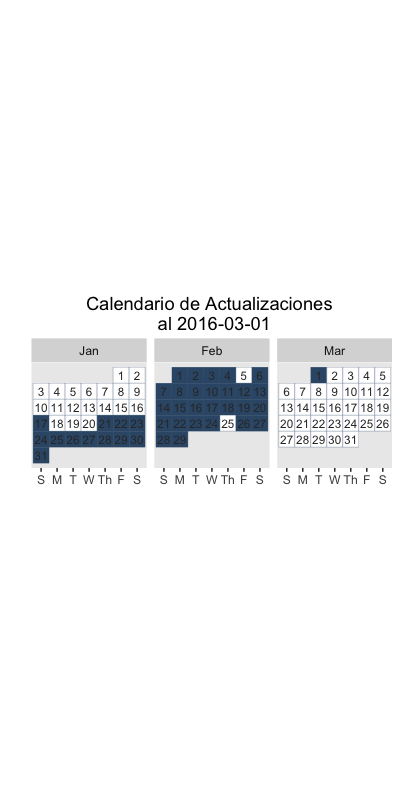 Calendario de Actualizaciones
al 2016-03-01
Jan Feb Mar
1 2 1 2 3 4 5 6 1 2 3 4 5
3 4 5 6 7 8 9 7 8 9 10 11 12 13 6 7 8 9 10 11 12
10 11 12 13 14 15 16 14 15 16 17 18 19 20 13 14 15 16 17 18 19
17 18 19 20 21 22 23 21 22 23 24 25 26 27 20 21 22 23 24 25 26
24 25 26 27 28 29 30 28 29 27 28 29 30 31
31
S M T W Th F S S M T W Th F S S M T W Th F S